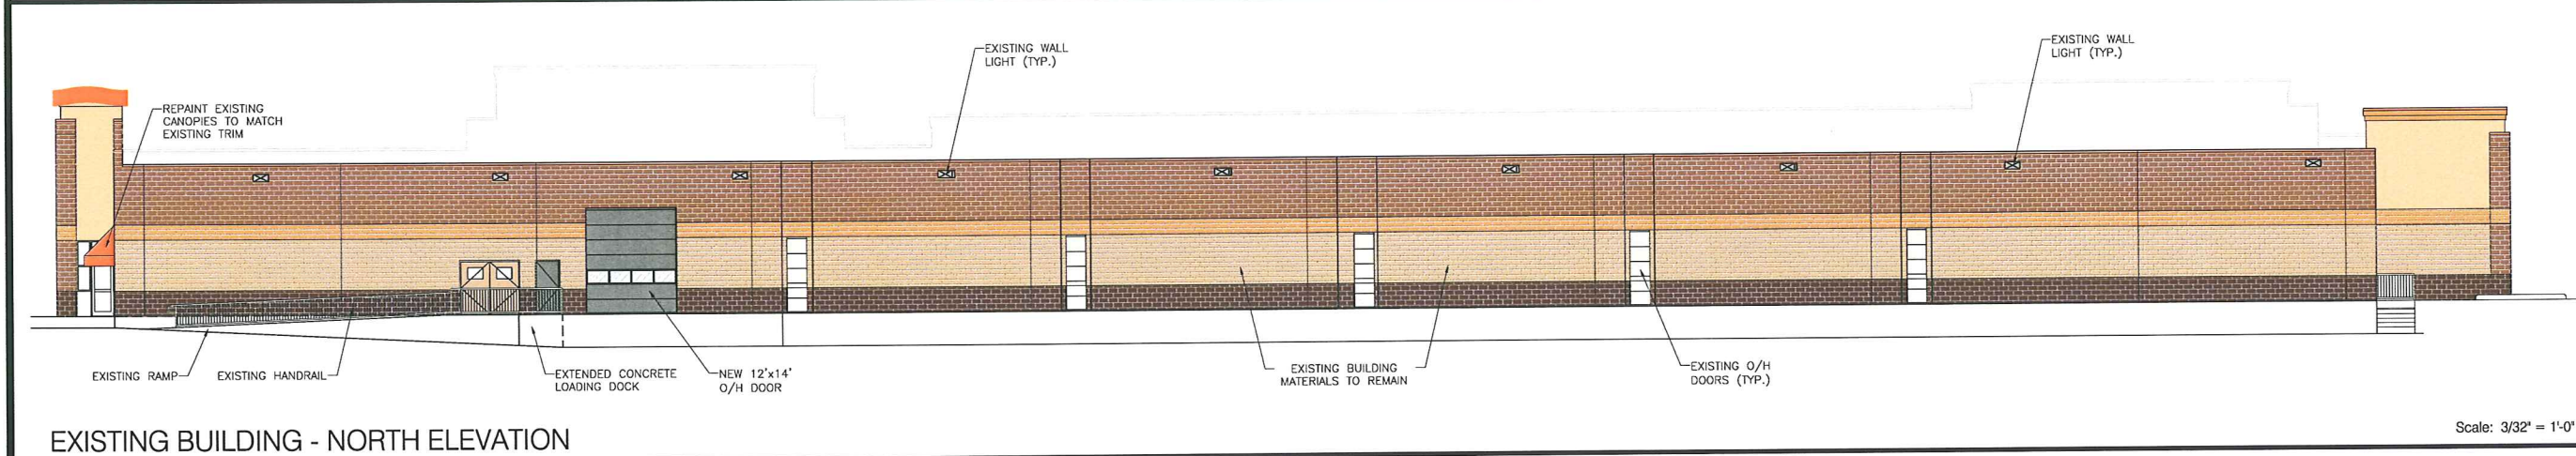 EXISTING WALL
LIGHT (TYP.)
EXISTING WALL
LIGHT (TYP.)
REPAINT EXISTING
CANOPIES TO MATCH
EXISTING TRIM
EXISTING RAMP
EXISTING HANDRAIL
EXTENDED CONCRETE
LOADING DOCK
NEW 12'x14'
O/H DOOR
EXISTING BUILDING
MATERIALS TO REMAIN
EXISTING O/H
DOORS (TYP.)
EXISTING BUILDING - NORTH ELEVATION
Scale: 3/32" = 1'-0"